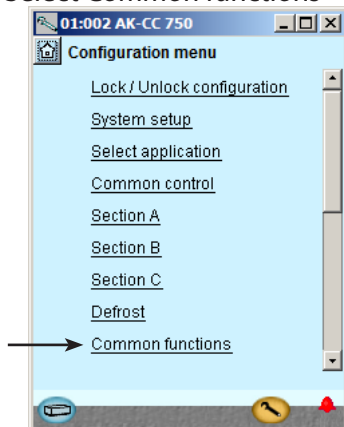 Select Common functions
01:002 AK-CC 750
Configuration menu
Lock / Unlock configuration
System setup
Select application
Common control
Section A
Section B
Section C
Defrost
Common functions